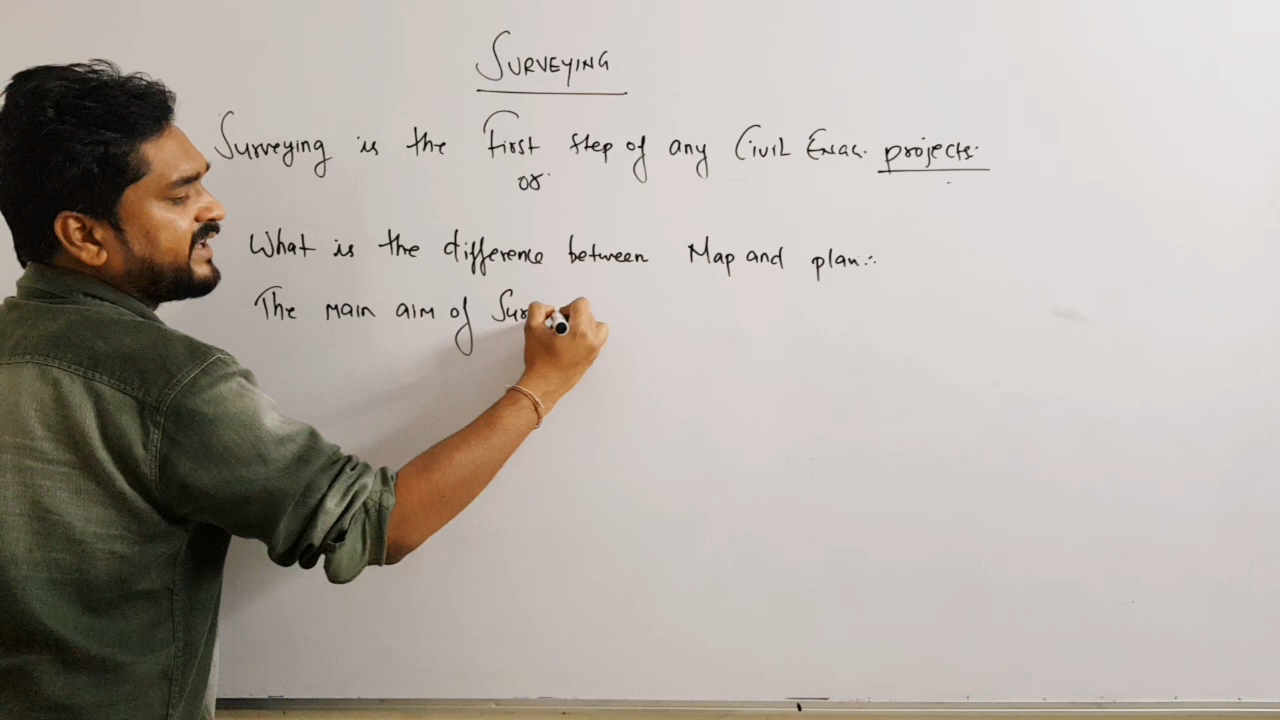 SURVEYING
Surveying is the First step of any Civil Engg. projects.
or
What is the difference between Map and plan:-
The main aim of Sur